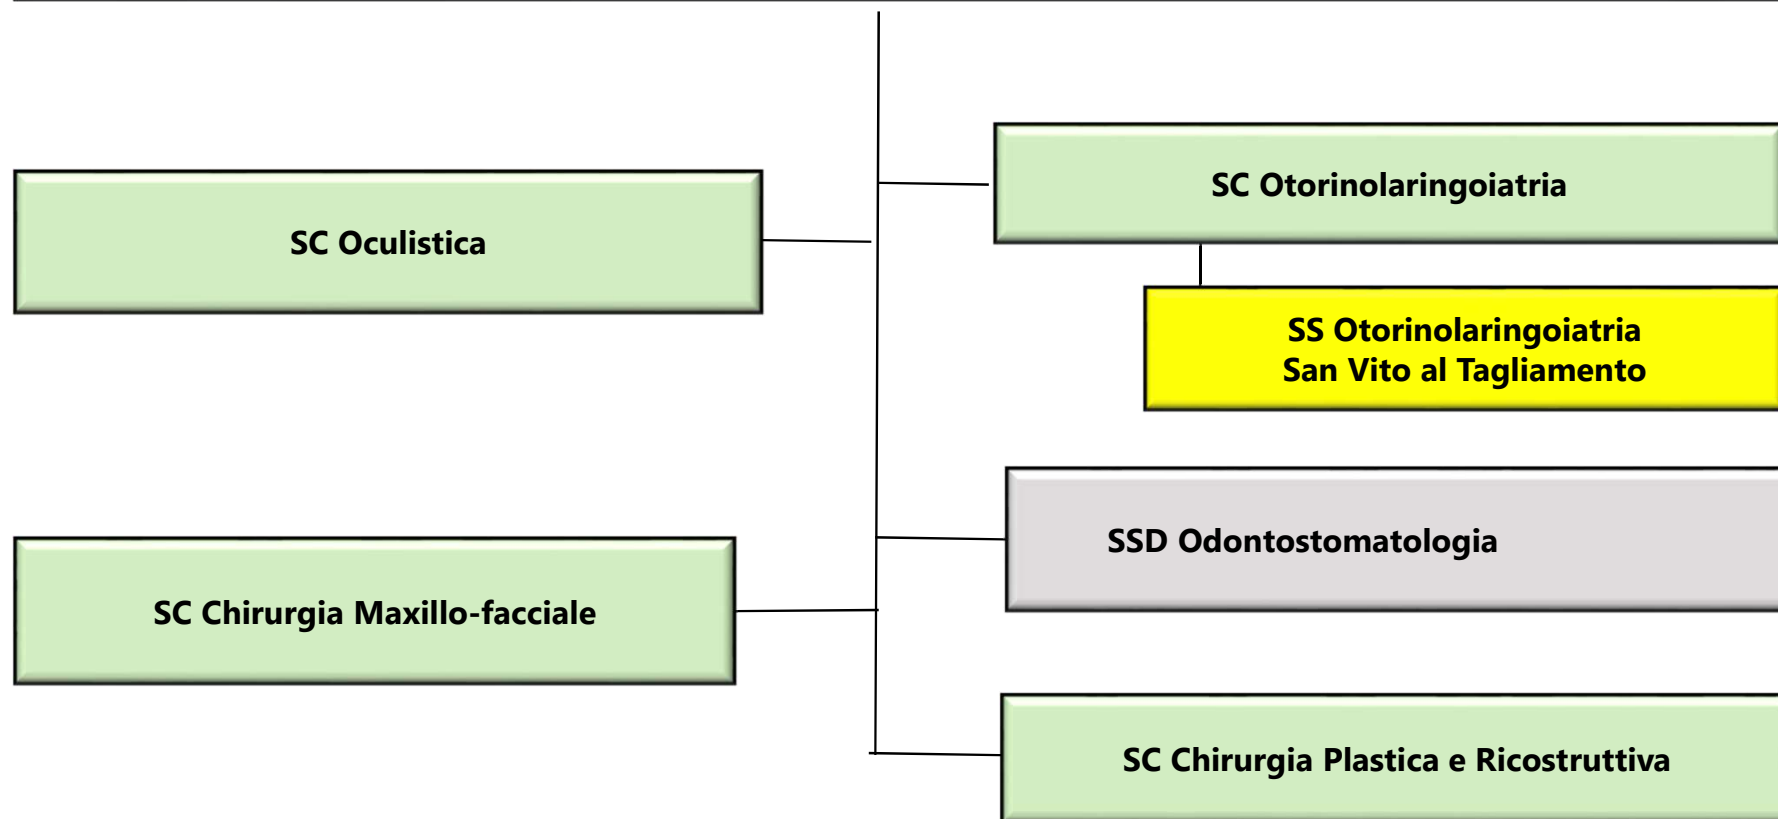 SC Oculistica
SC Chirurgia Maxillo-facciale
SC Otorinolaringoiatria
SS Otorinolaringoiatria
San Vito al Tagliamento
SSD Odontostomatologia
SC Chirurgia Plastica e Ricostruttiva